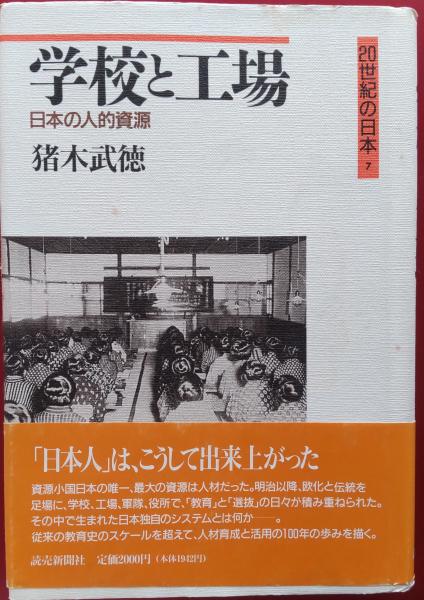 学校と工場
日本の人的資源
猪木武徳
20世紀の日本 7
「日本人」は、こうして出来上がった
資源小国日本の唯一、最大の資源は人材だった。明治以降、欧化と伝統を
足場に、学校、工場、軍隊、役所で、「教育」と「選抜」の日々が積み重ねられた。
その中で生まれた日本独自のシステムとは何か──。
従来の教育史のスケールを超えて、人材育成と活用の100年の歩みを描く。
読売新聞社 定価2000円（本体1942円）